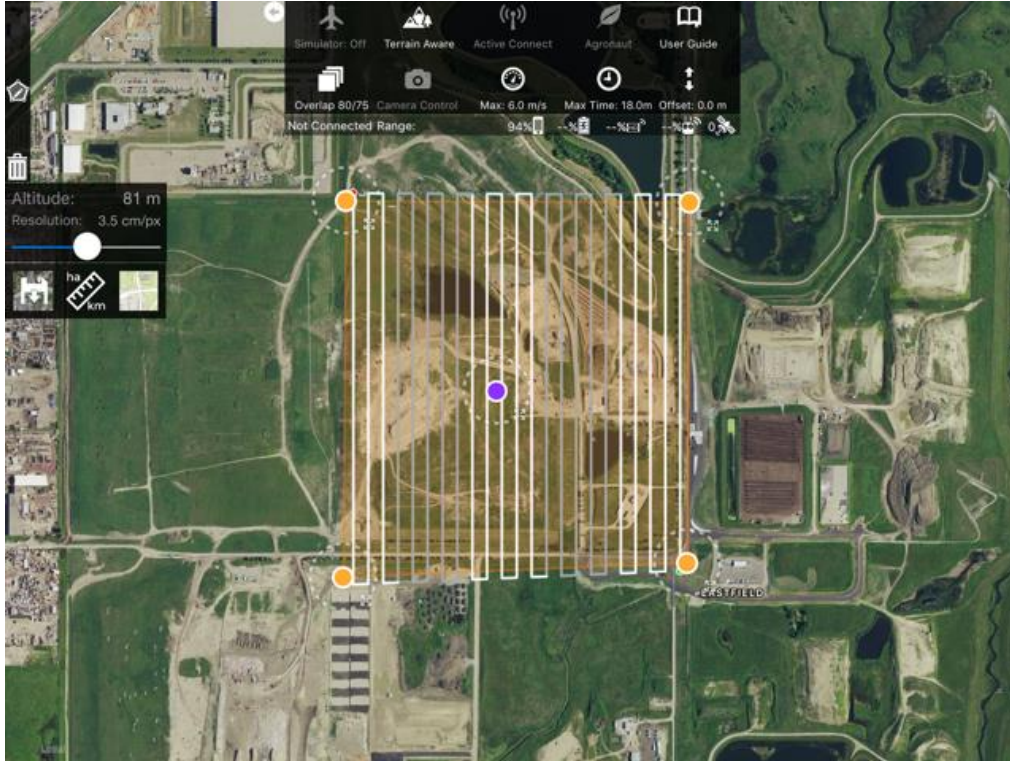 Simulator: Off Terrain Aware Active Connect Agronaut User Guide
Overlap 80/75 Camera Control Max: 6.0 m/s Max Time: 18.0m Offset: 0.0 m
Not Connected Range: 94% --% --% --% 0
Altitude: 81 m
Resolution: 3.5 cm/px
ha
km
EASTFIELD
Legal